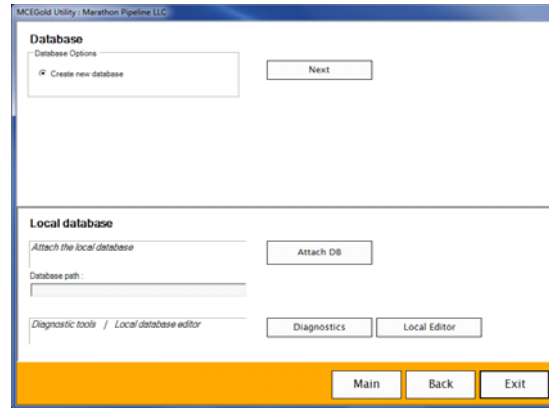 MCEGold Utility : Marathon Pipeline LLC
Database
Database Options
Create new database
Next
Local database
Attach the local database
Attach DB
Database path :
Diagnostic tools / Local database editor
Diagnostics
Local Editor
Main
Back
Exit